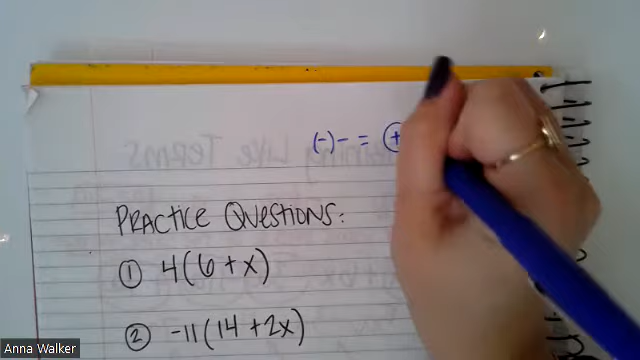 (-)- = +
PRACTICE QUESTIONS:
① 4(6+x)
② -11(14+2x)
Anna Walker